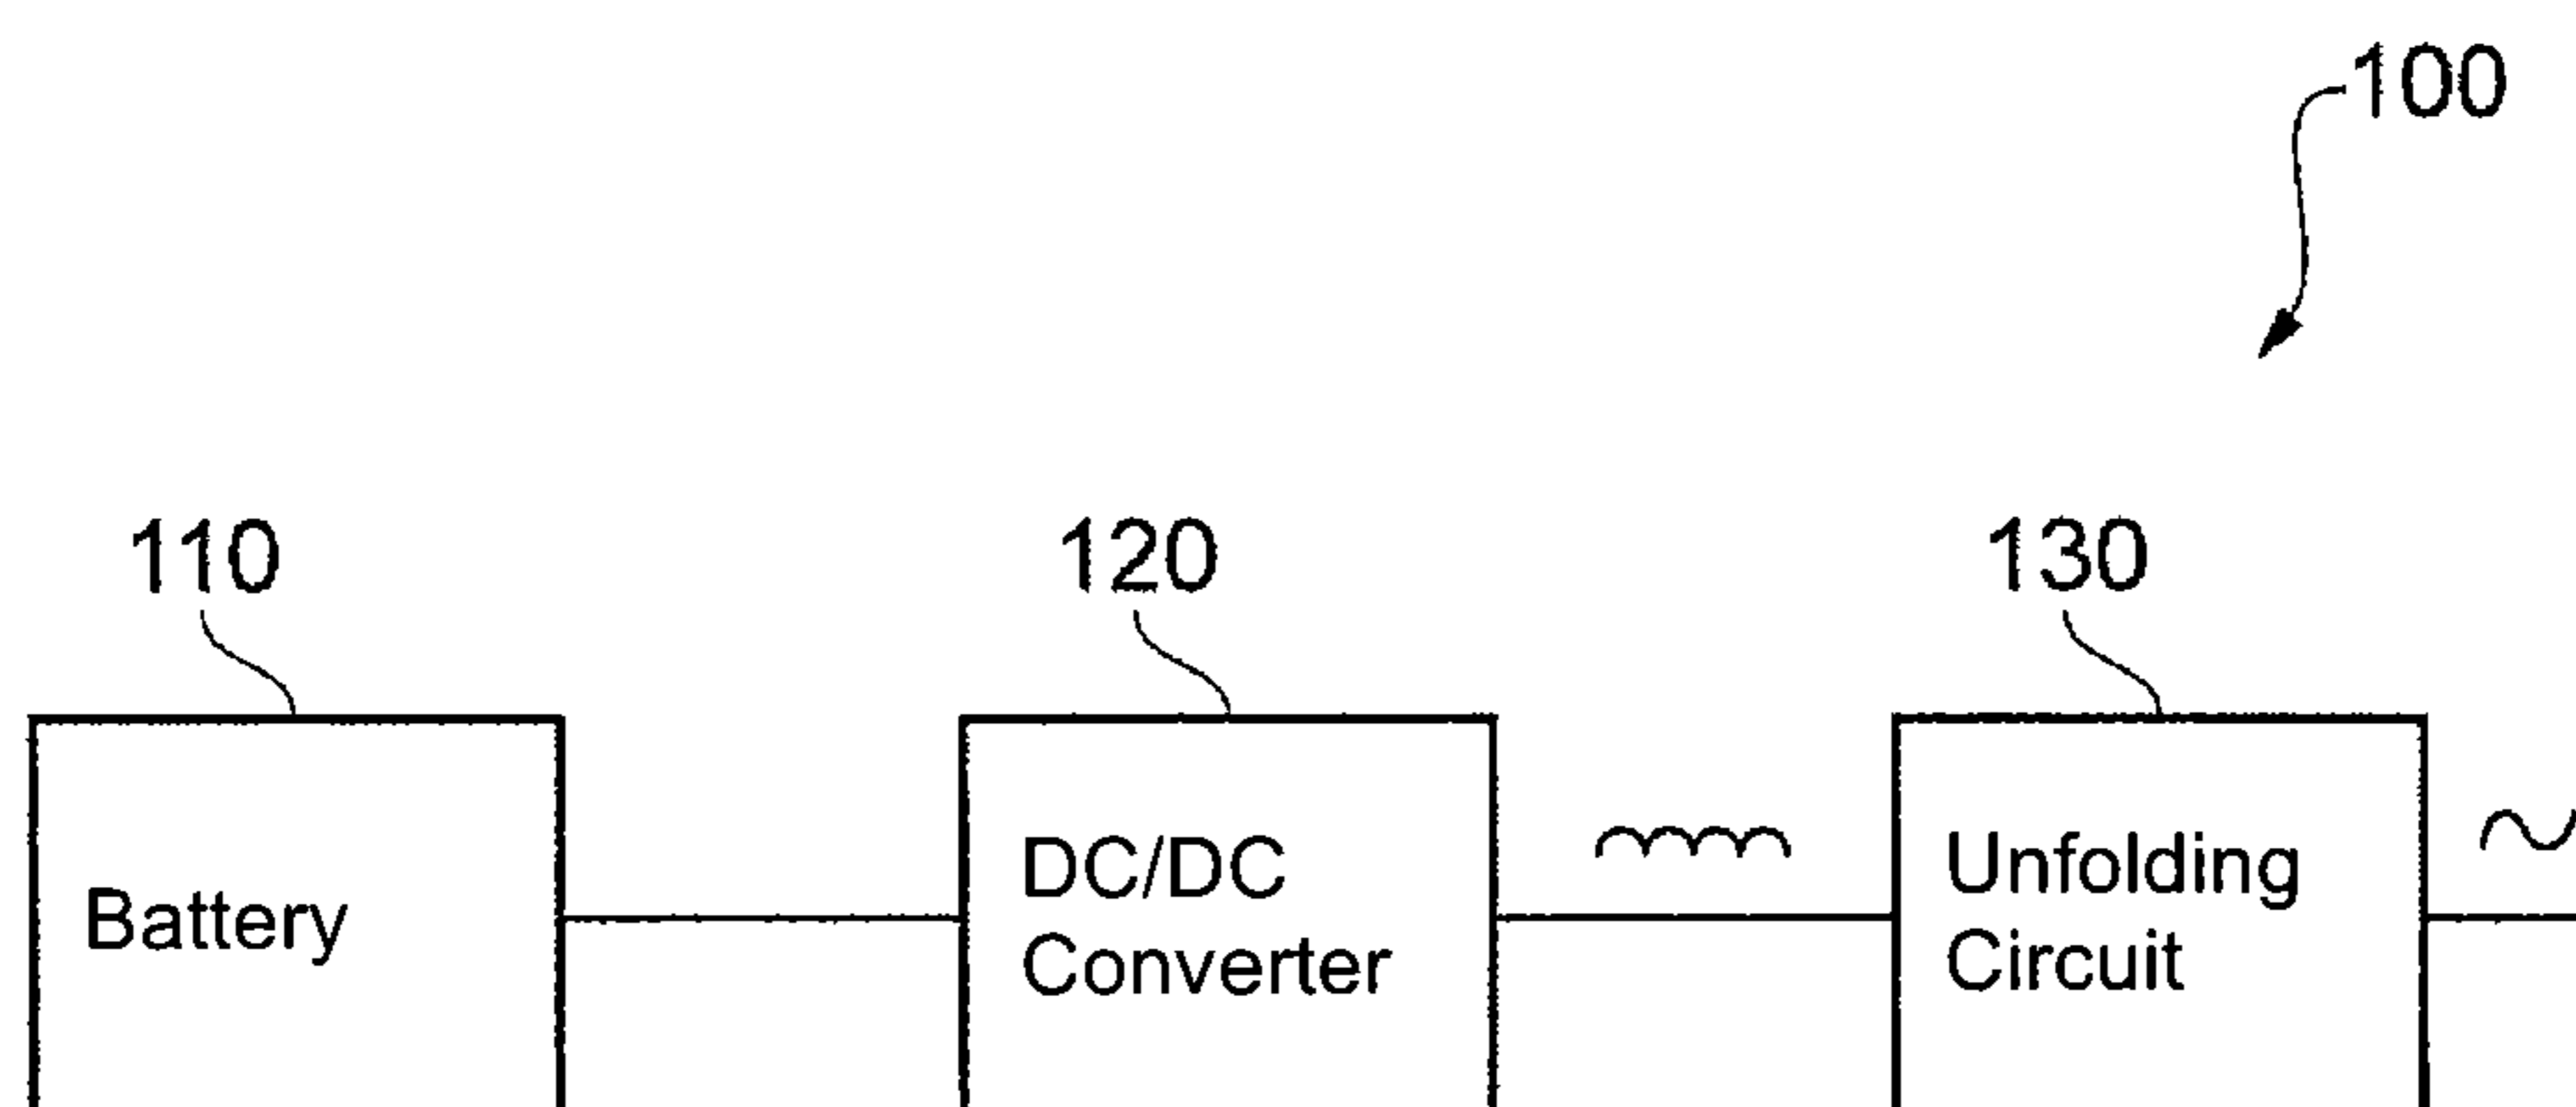 100
110
120
130
Battery
DC/DC
Converter
Unfolding
Circuit